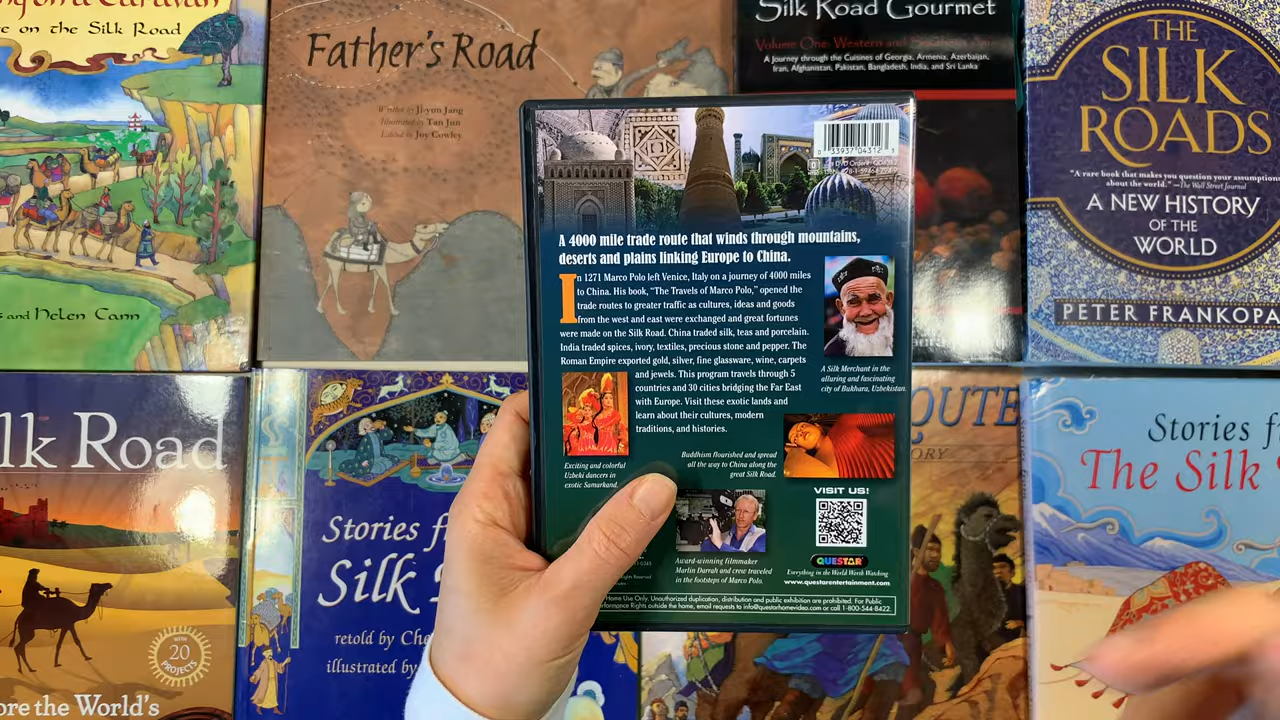 on the Silk Road
and Helen Cann
Father's Road
Written by Ji-yun Jang
Illustrated by Tan Jun
Edited by Joy Cowley
Silk Road Gourmet
Volume One: Western and Southern Asia
A Journey through the Cuisines of Georgia, Armenia, Azerbaijan,
Iran, Afghanistan, Pakistan, Bangladesh, India, and Sri Lanka
THE
SILK
ROADS
"A rare book that makes you question your assumptions
about the world." —The Wall Street Journal
A NEW HISTORY
OF THE
WORLD
PETER FRANKOPA
A 4000 mile trade route that winds through mountains,
deserts and plains linking Europe to China.
In 1271 Marco Polo left Venice, Italy on a journey of 4000 miles
to China. His book, "The Travels of Marco Polo," opened the
trade routes to greater traffic as cultures, ideas and goods
from the west and east were exchanged and great fortunes
were made on the Silk Road. China traded silk, teas and porcelain.
India traded spices, ivory, textiles, precious stone and pepper. The
Roman Empire exported gold, silver, fine glassware, wine, carpets
and jewels. This program travels through 5
countries and 30 cities bridging the Far East
with Europe. Visit these exotic lands and
learn about their cultures, modern
traditions, and histories.
A Silk Merchant in the
alluring and fascinating
city of Bakhara, Uzbekistan.
Exciting and colorful
Uzbeki dancers in
exotic Samarkand.
Buddhism flourished and spread
all the way to China along the
great Silk Road.
Award-winning filmmaker
Marlin Darrah and crew traveled
in the footsteps of Marco Polo.
VISIT US!
QUESTAR
Everything in the World Worth Watching
www.questarentertainment.com
Home Use Only. Unauthorized duplication, distribution and public exhibition are prohibited. For Public
Performance Rights outside the home, email requests to info@questarhomevideo.com or call 1-800-544-8422.
lk Road
WITH
20
PROJECTS
ore the World's
Stories f
Silk
retold by Che
illustrated by
OUTE
ORY
Stories f
The Silk